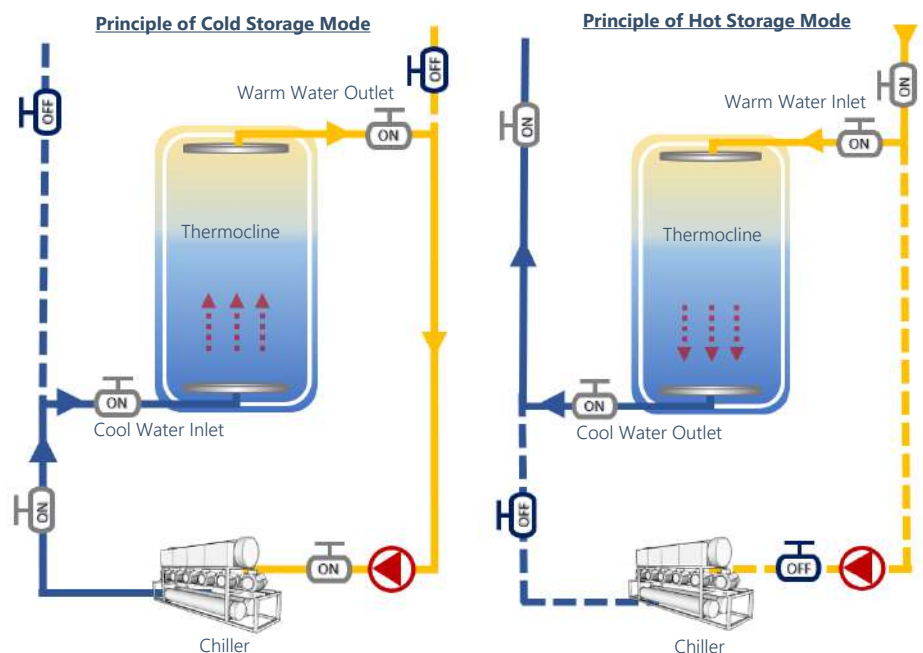 Principle of Cold Storage Mode
OFF
OFF
Warm Water Outlet
ON
Thermocline
ON
Cool Water Inlet
ON
ON
Chiller
Principle of Hot Storage Mode
ON
ON
Warm Water Inlet
ON
Thermocline
ON
Cool Water Outlet
OFF
OFF
Chiller